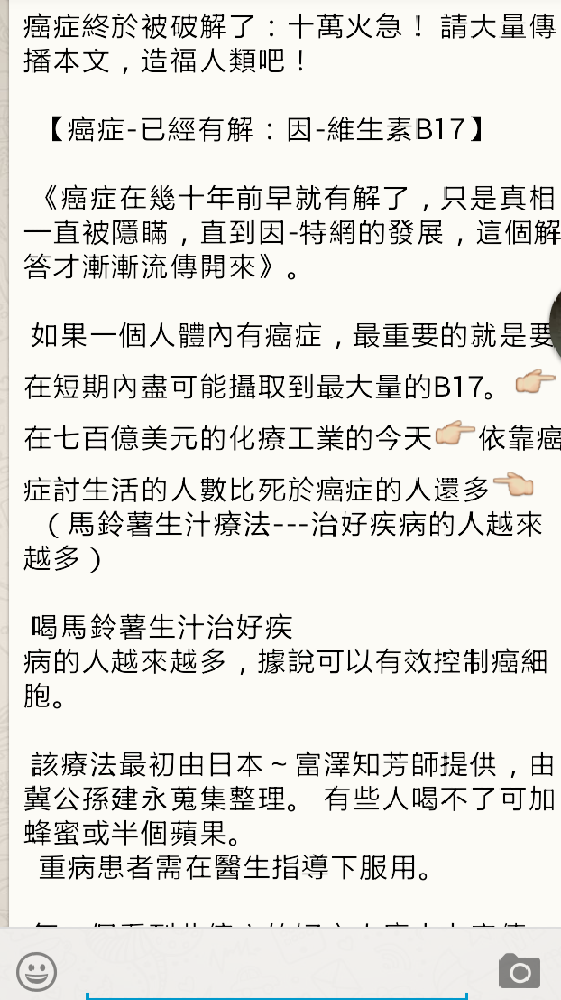 癌症終於被破解了：十萬火急！ 請大量傳
播本文，造福人類吧！
【癌症-已經有解：因-維生素B17】
《癌症在幾十年前早就有解了，只是真相
一直被隱瞞，直到因-特網的發展，這個解
答才漸漸流傳開來》。
如果一個人體內有癌症，最重要的就是要
在短期內盡可能攝取到最大量的B17。👉
在七百億美元的化療工業的今天👉依靠癌
症討生活的人數比死於癌症的人還多👈
（馬鈴薯生汁療法---治好疾病的人越來
越多）
喝馬鈴薯生汁治好疾
病的人越來越多，據說可以有效控制癌細
胞。
該療法最初由日本～富澤知芳師提供，由
冀公孫建永蒐集整理。 有些人喝不了可加
蜂蜜或半個蘋果。
重病患者需在醫生指導下服用。